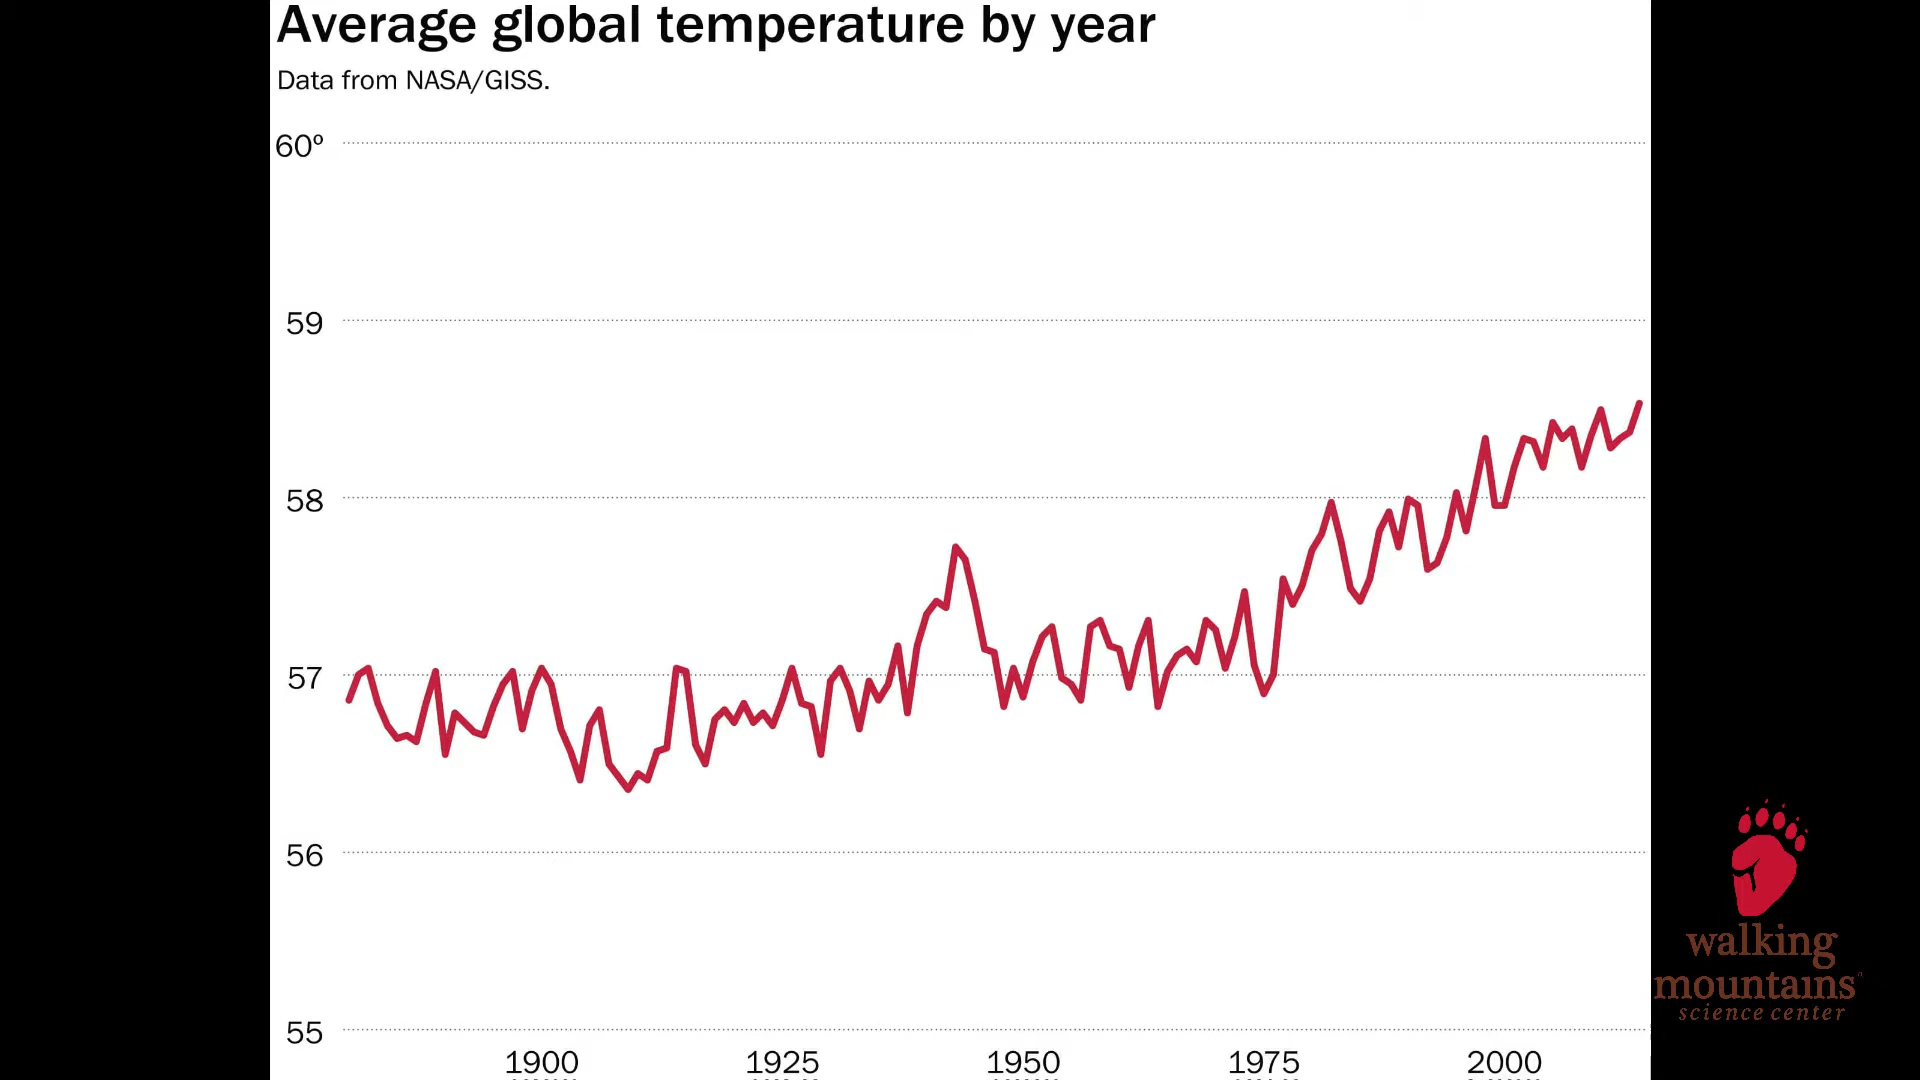 Average global temperature by year
Data from NASA/GISS.
60º
59
58
57
56
55
1900
1925
1950
1975
2000
walking
mountains
science center